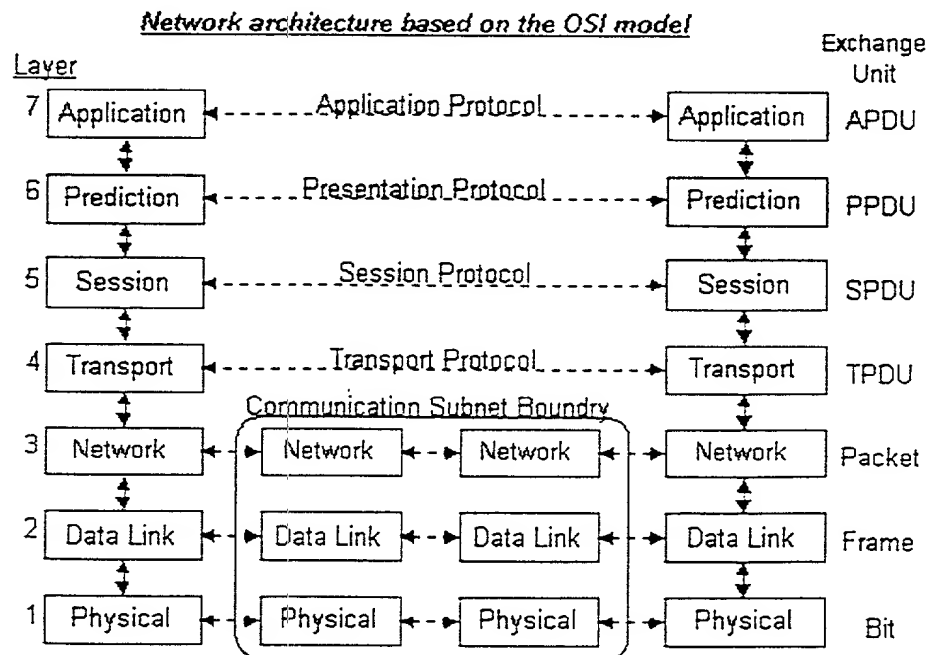 Network architecture based on the OSI model
Exchange
Unit
Layer
7 Application Application Protocol Application APDU
6 Prediction Presentation Protocol Prediction PPDU
5 Session Session Protocol Session SPDU
4 Transport Transport Protocol Transport TPDU
Communication Subnet Boundry
3 Network Network Network Network Packet
2 Data Link Data Link Data Link Data Link Frame
1 Physical Physical Physical Physical Bit